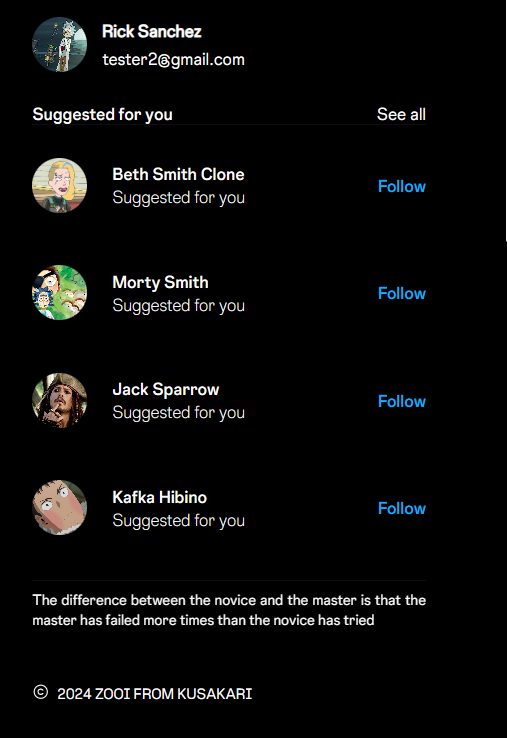 Rick Sanchez
tester2@gmail.com
Suggested for you See all
Beth Smith Clone
Suggested for you
Follow
Morty Smith
Suggested for you
Follow
Jack Sparrow
Suggested for you
Follow
Kafka Hibino
Suggested for you
Follow
The difference between the novice and the master is that the
master has failed more times than the novice has tried
© 2024 ZOOI FROM KUSAKARI